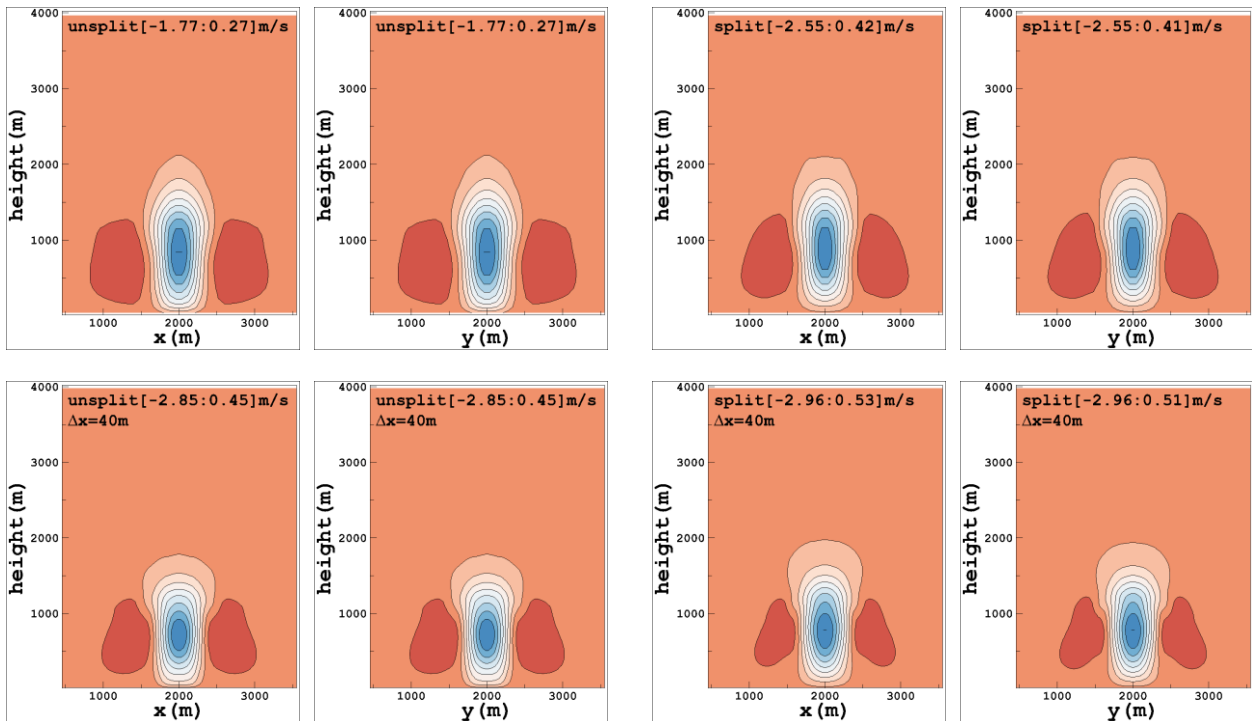 4000
unsplit[-1.77:0.27]m/s
3000
2000
1000
height(m)
1000 2000 3000
x(m)
4000
unsplit[-1.77:0.27]m/s
3000
2000
1000
height(m)
1000 2000 3000
y(m)
4000
split[-2.55:0.42]m/s
3000
2000
1000
height(m)
1000 2000 3000
x(m)
4000
split[-2.55:0.41]m/s
3000
2000
1000
height(m)
1000 2000 3000
y(m)
4000
unsplit[-2.85:0.45]m/s
Δx=40m
3000
2000
1000
height(m)
1000 2000 3000
x(m)
4000
unsplit[-2.85:0.45]m/s
Δx=40m
3000
2000
1000
height(m)
1000 2000 3000
y(m)
4000
split[-2.96:0.53]m/s
Δx=40m
3000
2000
1000
height(m)
1000 2000 3000
x(m)
4000
split[-2.96:0.51]m/s
Δx=40m
3000
2000
1000
height(m)
1000 2000 3000
y(m)